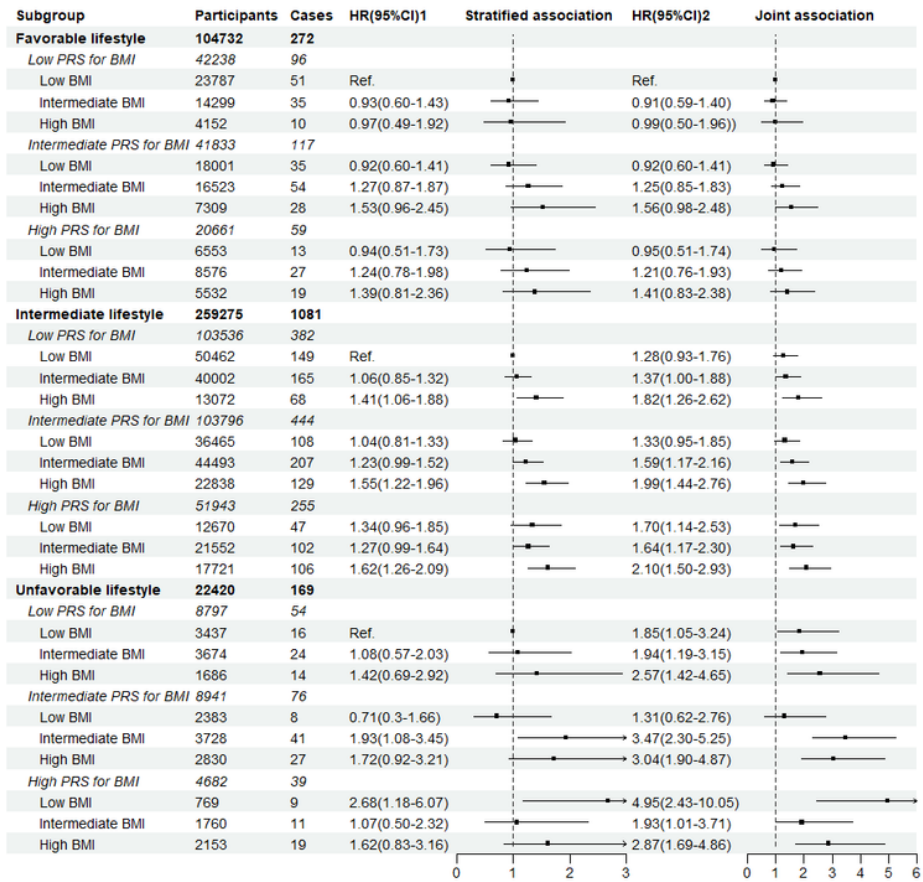 Subgroup Participants Cases HR(95%CI)1 Stratified association HR(95%CI)2 Joint association
Favorable lifestyle 104732 272
Low PRS for BMI 42238 96
Low BMI 23787 51 Ref. Ref.
Intermediate BMI 14299 35 0.93(0.60-1.43) 0.91(0.59-1.40)
High BMI 4152 10 0.97(0.49-1.92) 0.99(0.50-1.96))
Intermediate PRS for BMI 41833 117
Low BMI 18001 35 0.92(0.60-1.41) 0.92(0.60-1.41)
Intermediate BMI 16523 54 1.27(0.87-1.87) 1.25(0.85-1.83)
High BMI 7309 28 1.53(0.96-2.45) 1.56(0.98-2.48)
High PRS for BMI 20661 59
Low BMI 6553 13 0.94(0.51-1.73) 0.95(0.51-1.74)
Intermediate BMI 8576 27 1.24(0.78-1.98) 1.21(0.76-1.93)
High BMI 5532 19 1.39(0.81-2.36) 1.41(0.83-2.38)
Intermediate lifestyle 259275 1081
Low PRS for BMI 103536 382
Low BMI 50462 149 Ref. 1.28(0.93-1.76)
Intermediate BMI 40002 165 1.06(0.85-1.32) 1.37(1.00-1.88)
High BMI 13072 68 1.41(1.06-1.88) 1.82(1.26-2.62)
Intermediate PRS for BMI 103796 444
Low BMI 36465 108 1.04(0.81-1.33) 1.33(0.95-1.85)
Intermediate BMI 44493 207 1.23(0.99-1.52) 1.59(1.17-2.16)
High BMI 22838 129 1.55(1.22-1.96) 1.99(1.44-2.76)
High PRS for BMI 51943 255
Low BMI 12670 47 1.34(0.96-1.85) 1.70(1.14-2.53)
Intermediate BMI 21552 102 1.27(0.99-1.64) 1.64(1.17-2.30)
High BMI 17721 106 1.62(1.26-2.09) 2.10(1.50-2.93)
Unfavorable lifestyle 22420 169
Low PRS for BMI 8797 54
Low BMI 3437 16 Ref. 1.85(1.05-3.24)
Intermediate BMI 3674 24 1.08(0.57-2.03) 1.94(1.19-3.15)
High BMI 1686 14 1.42(0.69-2.92) 2.57(1.42-4.65)
Intermediate PRS for BMI 8941 76
Low BMI 2383 8 0.71(0.3-1.66) 1.31(0.62-2.76)
Intermediate BMI 3728 41 1.93(1.08-3.45) 3.47(2.30-5.25)
High BMI 2830 27 1.72(0.92-3.21) 3.04(1.90-4.87)
High PRS for BMI 4682 39
Low BMI 769 9 2.68(1.18-6.07) 4.95(2.43-10.05)
Intermediate BMI 1760 11 1.07(0.50-2.32) 1.93(1.01-3.71)
High BMI 2153 19 1.62(0.83-3.16) 2.87(1.69-4.86)
0 1 2 3 0 1 2 3 4 5 6